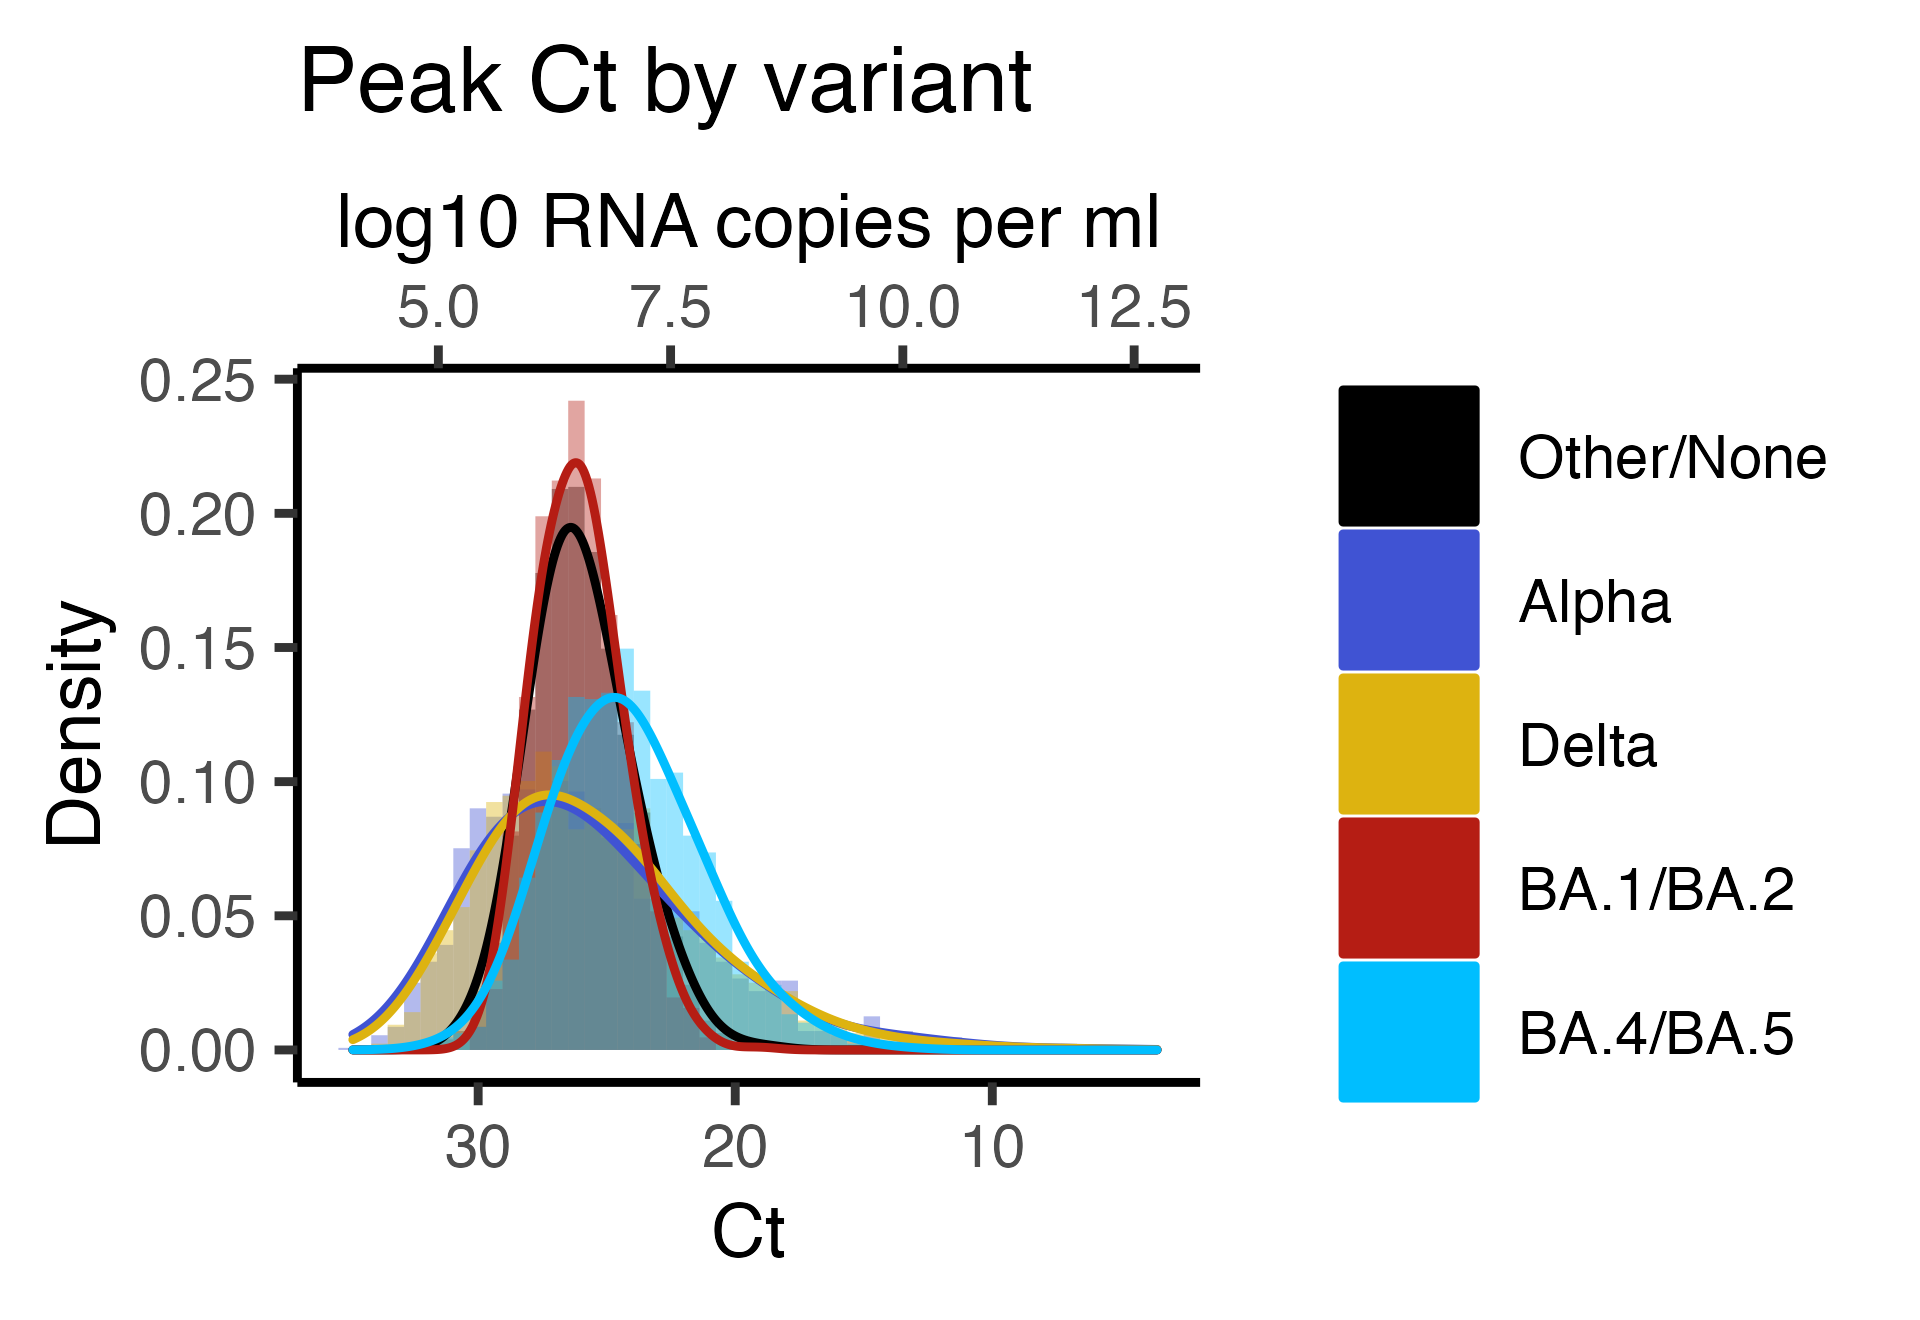 Peak Ct by variant
log10 RNA copies per ml
5.0 7.5 10.0 12.5
0.25
0.20
0.15
0.10
0.05
0.00
Density
30 20 10
Ct
Other/None
Alpha
Delta
BA.1/BA.2
BA.4/BA.5